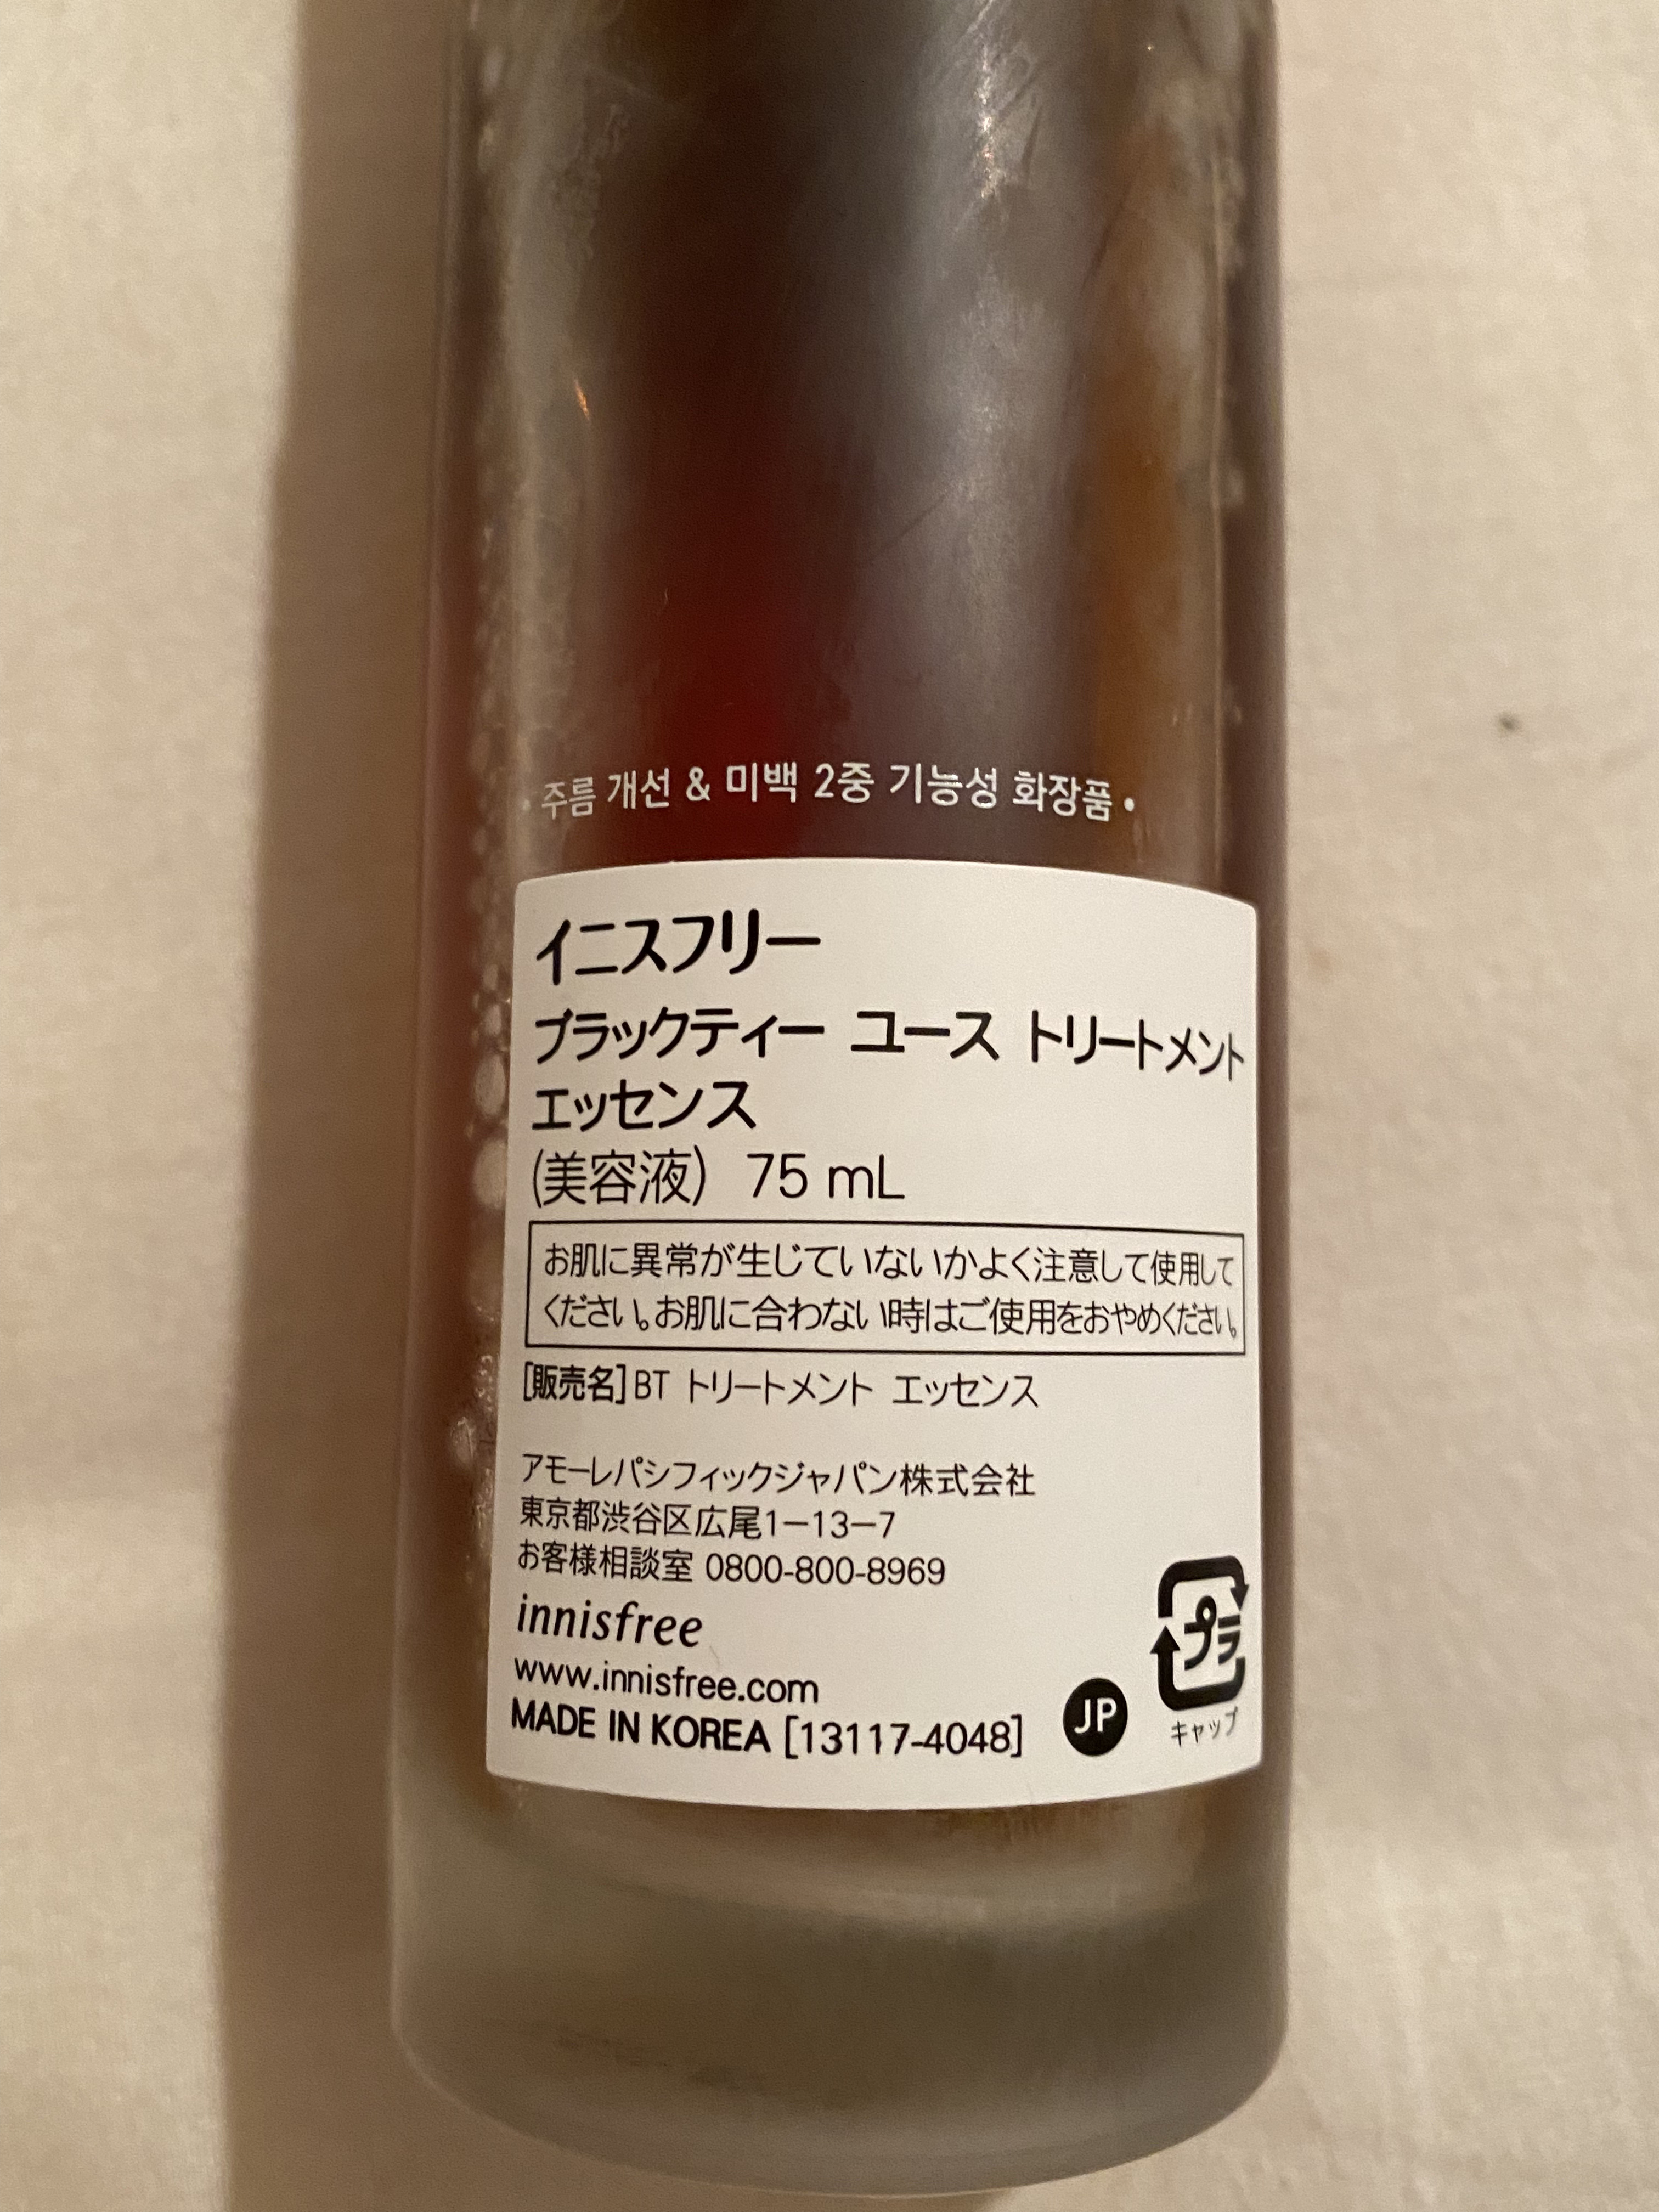 • 주름 개선 & 미백 2중 기능성 화장품 •
イニスフリー
ブラックティー ユース トリートメント
エッセンス
(美容液) 75 mL
お肌に異常が生じていないかよく注意して使用して
ください。お肌に合わない時はご使用をおやめください。
[販売名]BT トリートメント エッセンス
アモーレパシフィックジャパン株式会社
東京都渋谷区広尾1－13－7
お客様相談室 0800-800-8969
innisfree
www.innisfree.com
MADE IN KOREA [13117-4048]
JP
プラ
キャップ